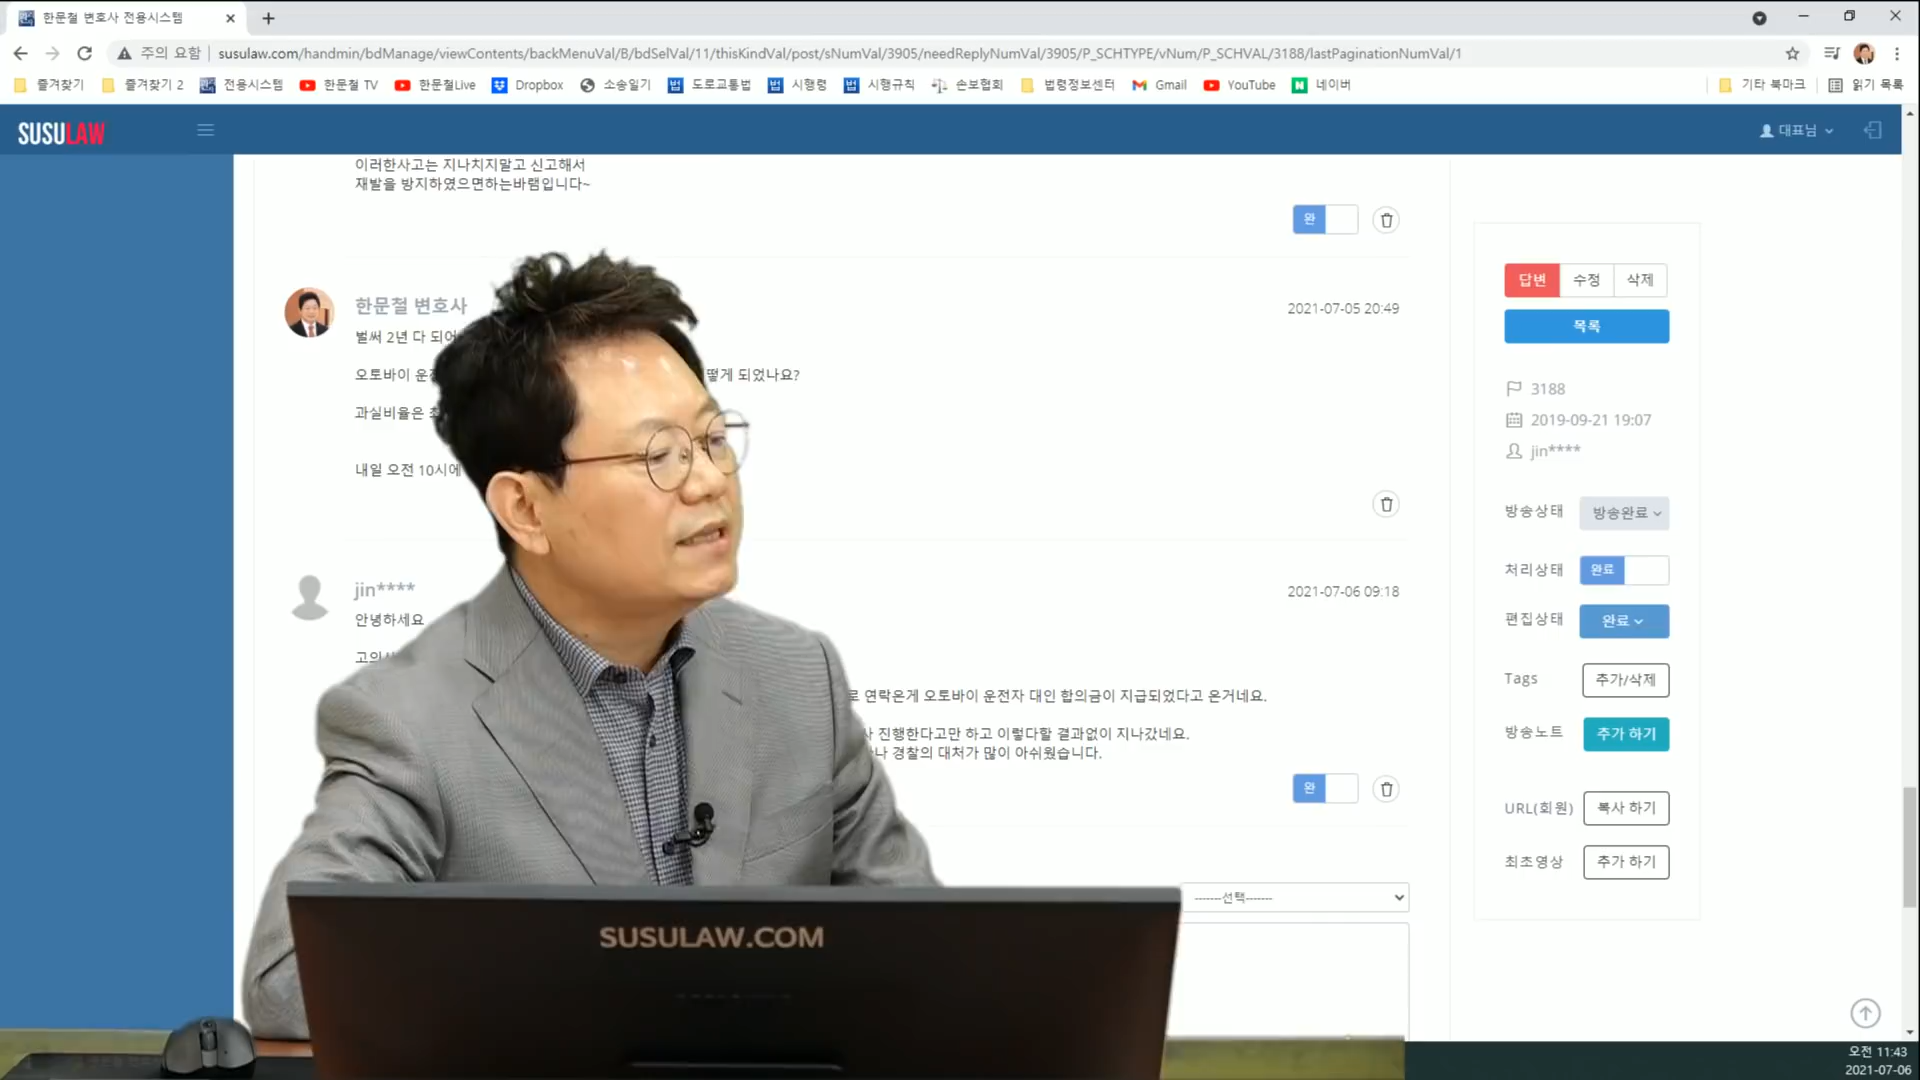 한문철 변호사 전용시스템
주의 요함
susulaw.com/handmin/bdManage/viewContents/backMenuVal/B/bdSelVal/11/thisKindVal/post/sNumVal/3905/needReplyNumVal/3905/P_SCHTYPE/vNum/P_SCHVAL/3188/lastPaginationNumVal/1
즐겨찾기 즐겨찾기 2 전용시스템 한문철 TV 한문철Live Dropbox 소송일기 도로교통법 시행령 시행규칙 손보협회 법령정보센터 Gmail YouTube 네이버 기타 북마크 읽기 목록
SUSULAW
대표님
이러한사고는 지나치지말고 신고해서
재발을 방지하였으면하는바램입니다~
완
한문철 변호사
2021-07-05 20:49
벌써 2년 다 되어
오토바이 운 떻게 되었나요?
과실비율은
내일 오전 10시에
jin****
2021-07-06 09:18
안녕하세요
고의
로 연락온게 오토바이 운전자 대인 합의금이 지급되었다고 온거네요.
진행한다고만 하고 이렇다할 결과없이 지나갔네요.
나 경찰의 대처가 많이 아쉬웠습니다.
완
-------선택-------
답변 수정 삭제
목록
3188
2019-09-21 19:07
jin****
방송상태 방송완료
처리상태 완료
편집상태 완료
Tags 추가/삭제
방송노트 추가 하기
URL(회원) 복사 하기
최초영상 추가 하기
SUSULAW.COM
오전 11:43
2021-07-06